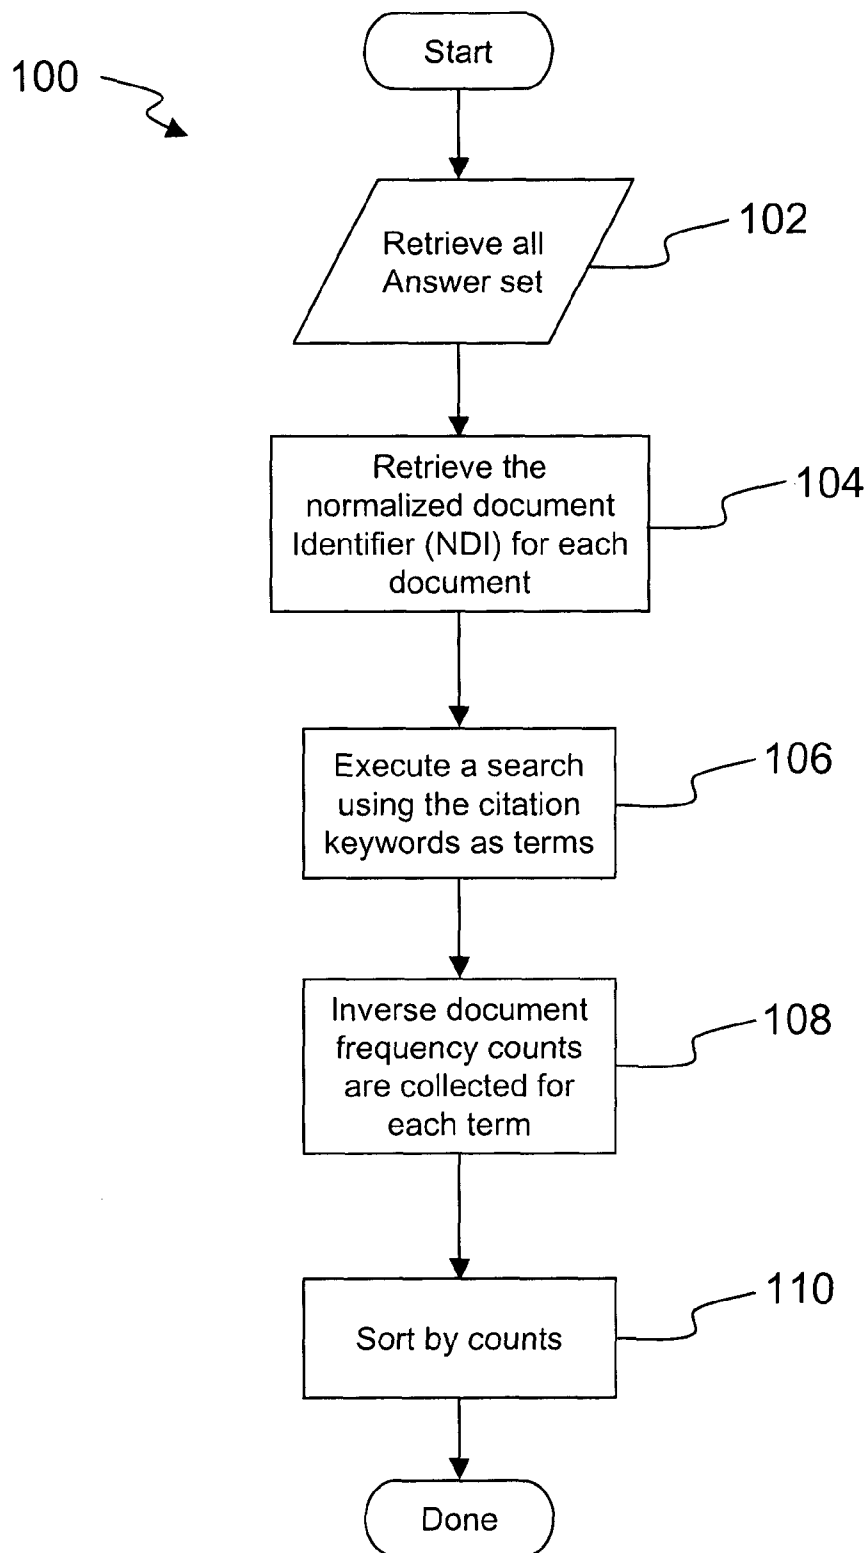 Start
100
Retrieve all
Answer set
102
Retrieve the
normalized document
Identifier (NDI) for each
document
104
Execute a search
using the citation
keywords as terms
106
Inverse document
frequency counts
are collected for
each term
108
Sort by counts
110
Done